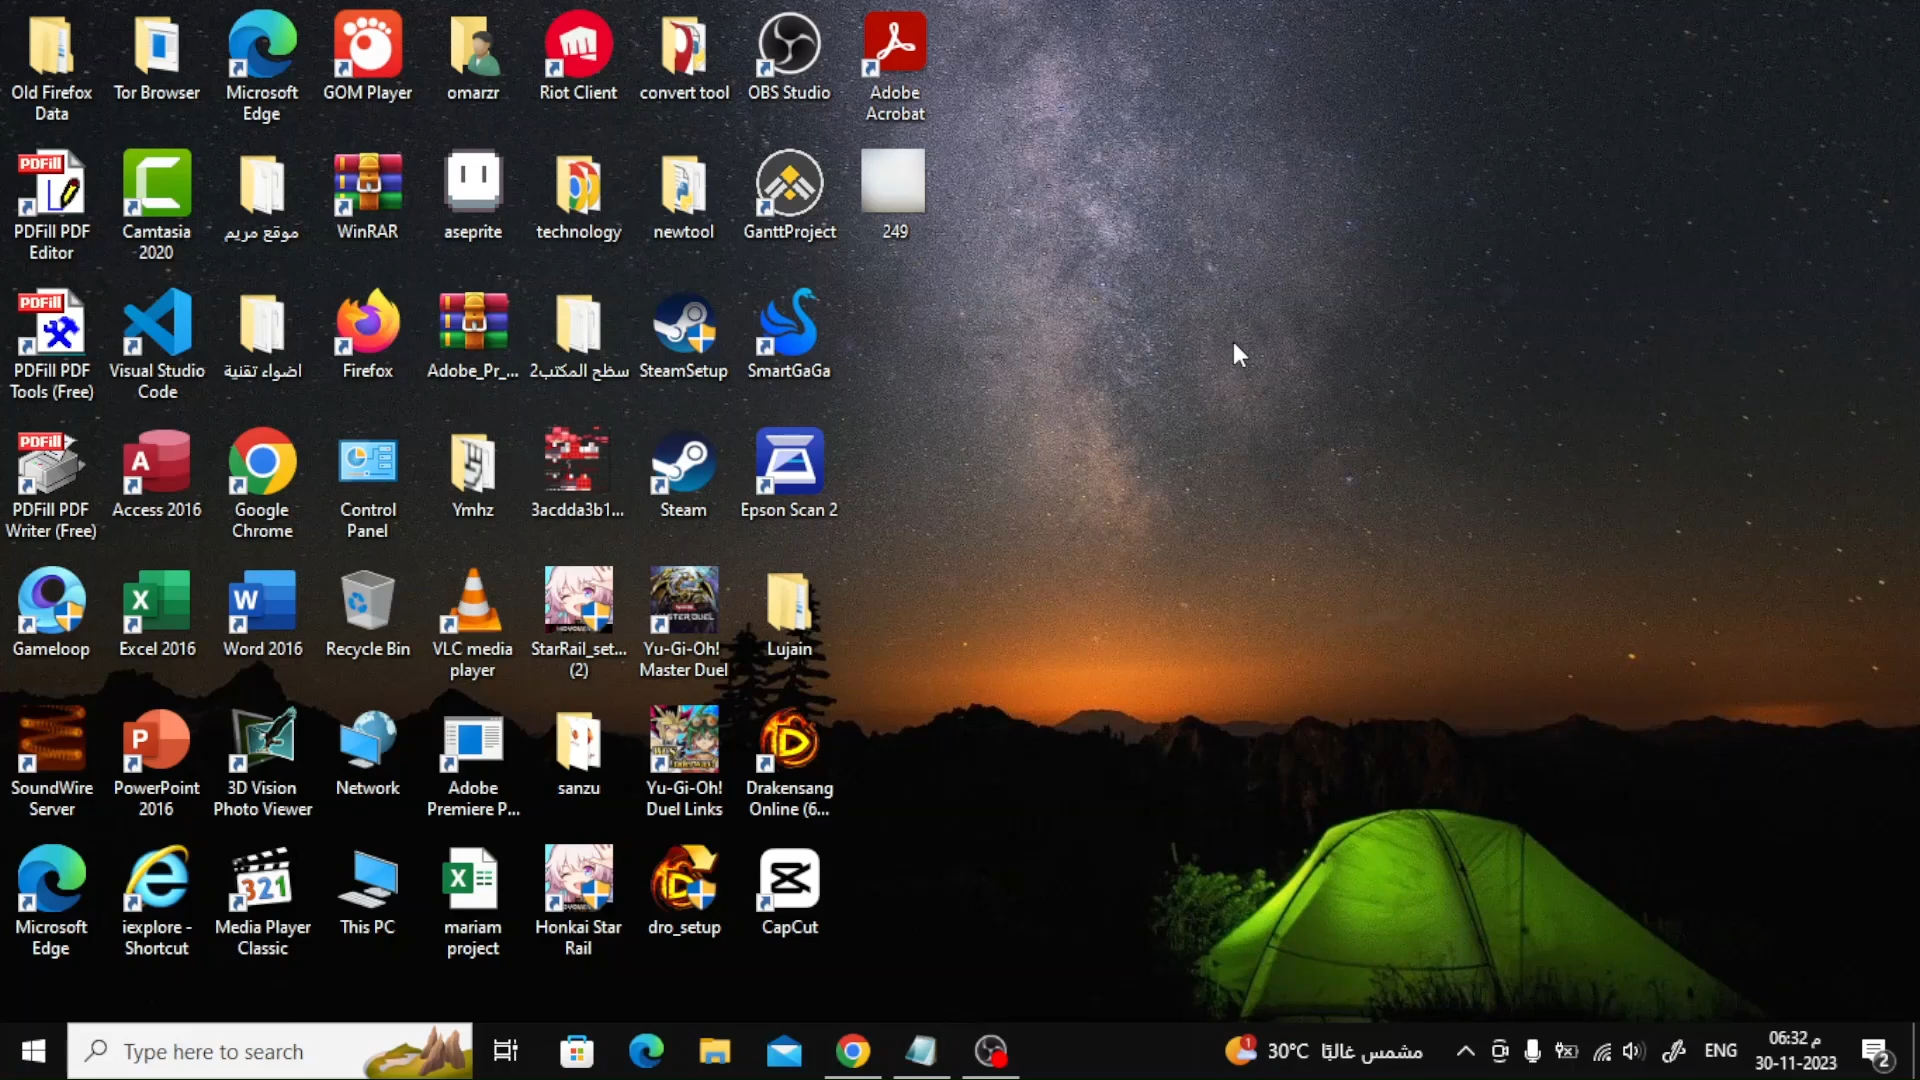 Old Firefox Data
Tor Browser
Microsoft Edge
GOM Player
omarzr
Riot Client
convert tool
OBS Studio
Adobe Acrobat
PDFill PDF Editor
Camtasia 2020
موقع مريم
WinRAR
aseprite
technology
newtool
GanttProject
249
PDFill PDF Tools (Free)
Visual Studio Code
اضواء تقنية
Firefox
Adobe_Pr_...
سطح المكتب2
SteamSetup
SmartGaGa
PDFill PDF Writer (Free)
Access 2016
Google Chrome
Control Panel
Ymhz
3acdda3b1...
Steam
Epson Scan 2
Gameloop
Excel 2016
Word 2016
Recycle Bin
VLC media player
StarRail_set... (2)
Yu-Gi-Oh! Master Duel
Lujain
SoundWire Server
PowerPoint 2016
3D Vision Photo Viewer
Network
Adobe Premiere P...
sanzu
Yu-Gi-Oh! Duel Links
Drakensang Online (6...
Microsoft Edge
iexplore - Shortcut
Media Player Classic
This PC
mariam project
Honkai Star Rail
dro_setup
CapCut
Type here to search
1
30°C مشمس غالبًا
ENG
06:32 م
30-11-2023
2